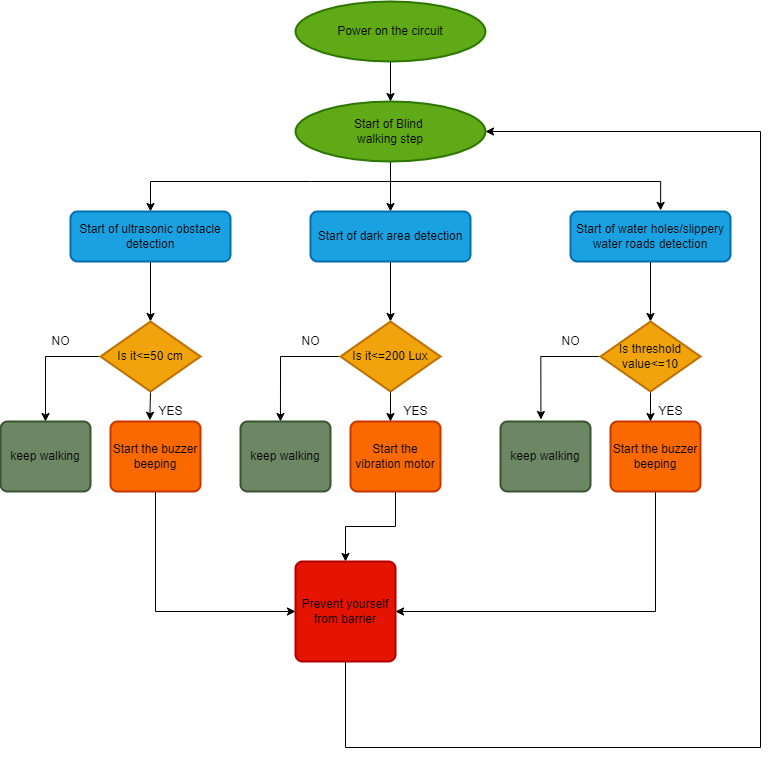 Power on the circuit
Start of Blind
walking step
Start of ultrasonic obstacle
detection
Start of dark area detection
Start of water holes/slippery
water roads detection
NO
Is it<=50 cm
YES
NO
Is it<=200 Lux
YES
NO
Is threshold
value<=10
YES
keep walking
Start the buzzer
beeping
keep walking
Start the
vibration motor
keep walking
Start the buzzer
beeping
Prevent yourself
from barrier